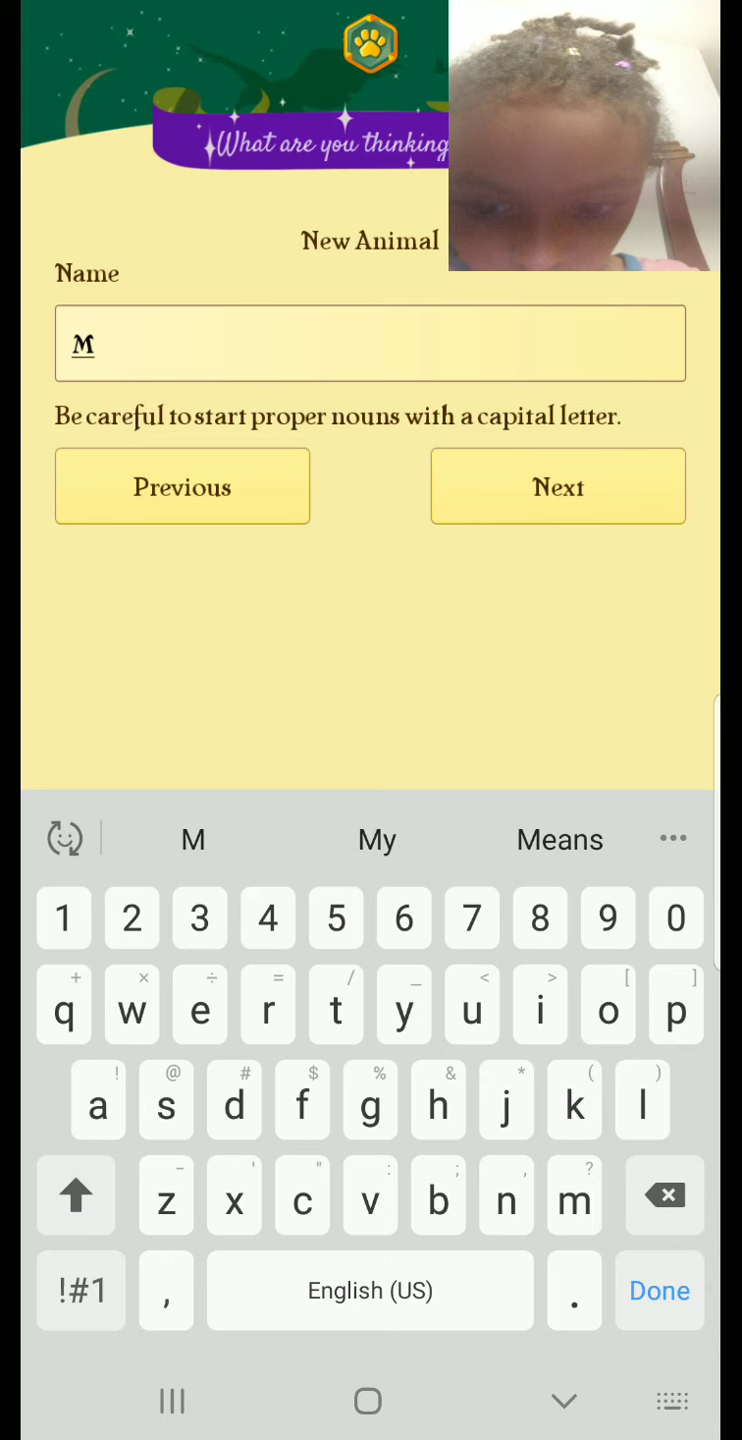 What are you thinking
New Animal
Name
M
Be careful to start proper nouns with a capital letter.
Previous Next
M My Means
1 2 3 4 5 6 7 8 9 0
+ × ÷ = / _ < > [ ]
q w e r t y u i o p
! @ # $ % & * ( )
a s d f g h j k l
- ' " : ; , ?
z x c v b n m
!#1 , English (US) . Done